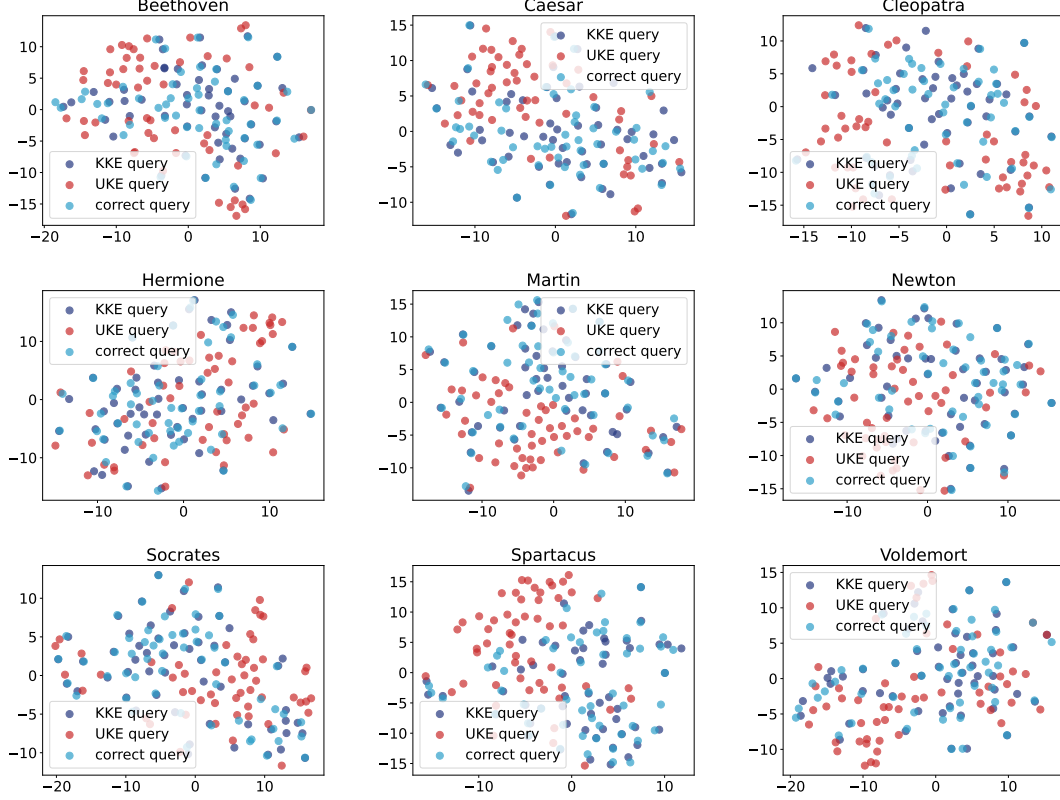 Beethoven
10
5
0
−5
−10
−15
KKE query
UKE query
correct query
−20
−10
0
10
Caesar
15
10
5
0
−5
−10
KKE query
UKE query
correct query
−10
0
10
Cleopatra
10
5
0
−5
−10
−15
KKE query
UKE query
correct query
−15
−10
−5
0
5
10
Hermione
10
0
−10
KKE query
UKE query
correct query
−10
0
10
Martin
15
10
5
0
−5
−10
KKE query
UKE query
correct query
−10
0
10
Newton
10
5
0
−5
−10
−15
KKE query
UKE query
correct query
−10
0
10
Socrates
10
5
0
−5
−10
KKE query
UKE query
correct query
−20
−10
0
10
Spartacus
15
10
5
0
−5
−10
−15
KKE query
UKE query
correct query
−10
0
10
Voldemort
15
10
5
0
−5
−10
KKE query
UKE query
correct query
−20
−10
0
10